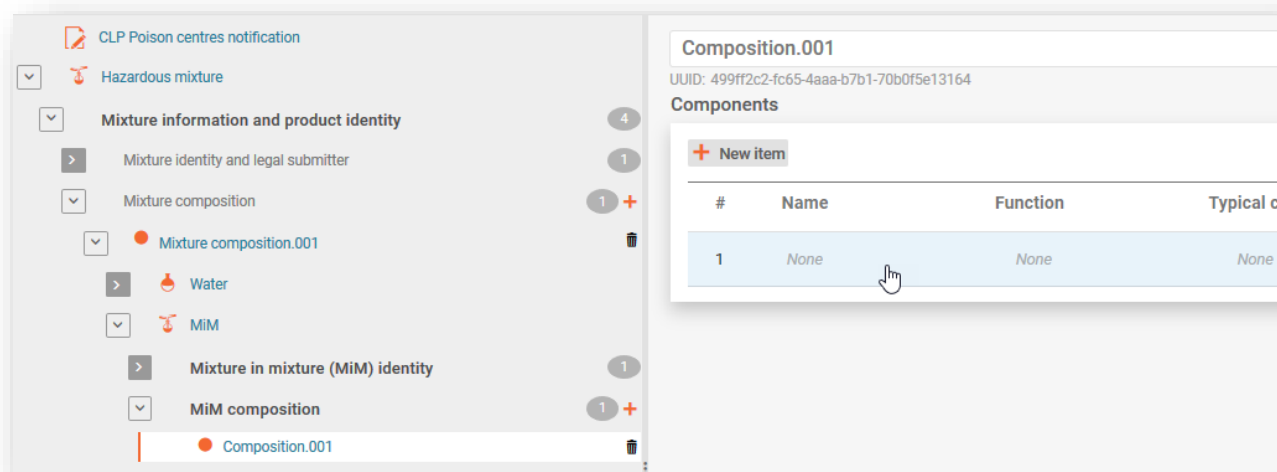 CLP Poison centres notification
Hazardous mixture
Mixture information and product identity 4
Mixture identity and legal submitter 1
Mixture composition 1 +
Mixture composition.001
Water
MiM
Mixture in mixture (MiM) identity 1
MiM composition 1 +
Composition.001
Composition.001
UUID: 499ff2c2-fc65-4aaa-b7b1-70b0f5e13164
Components
+ New item
# Name Function Typical c
1 None None None